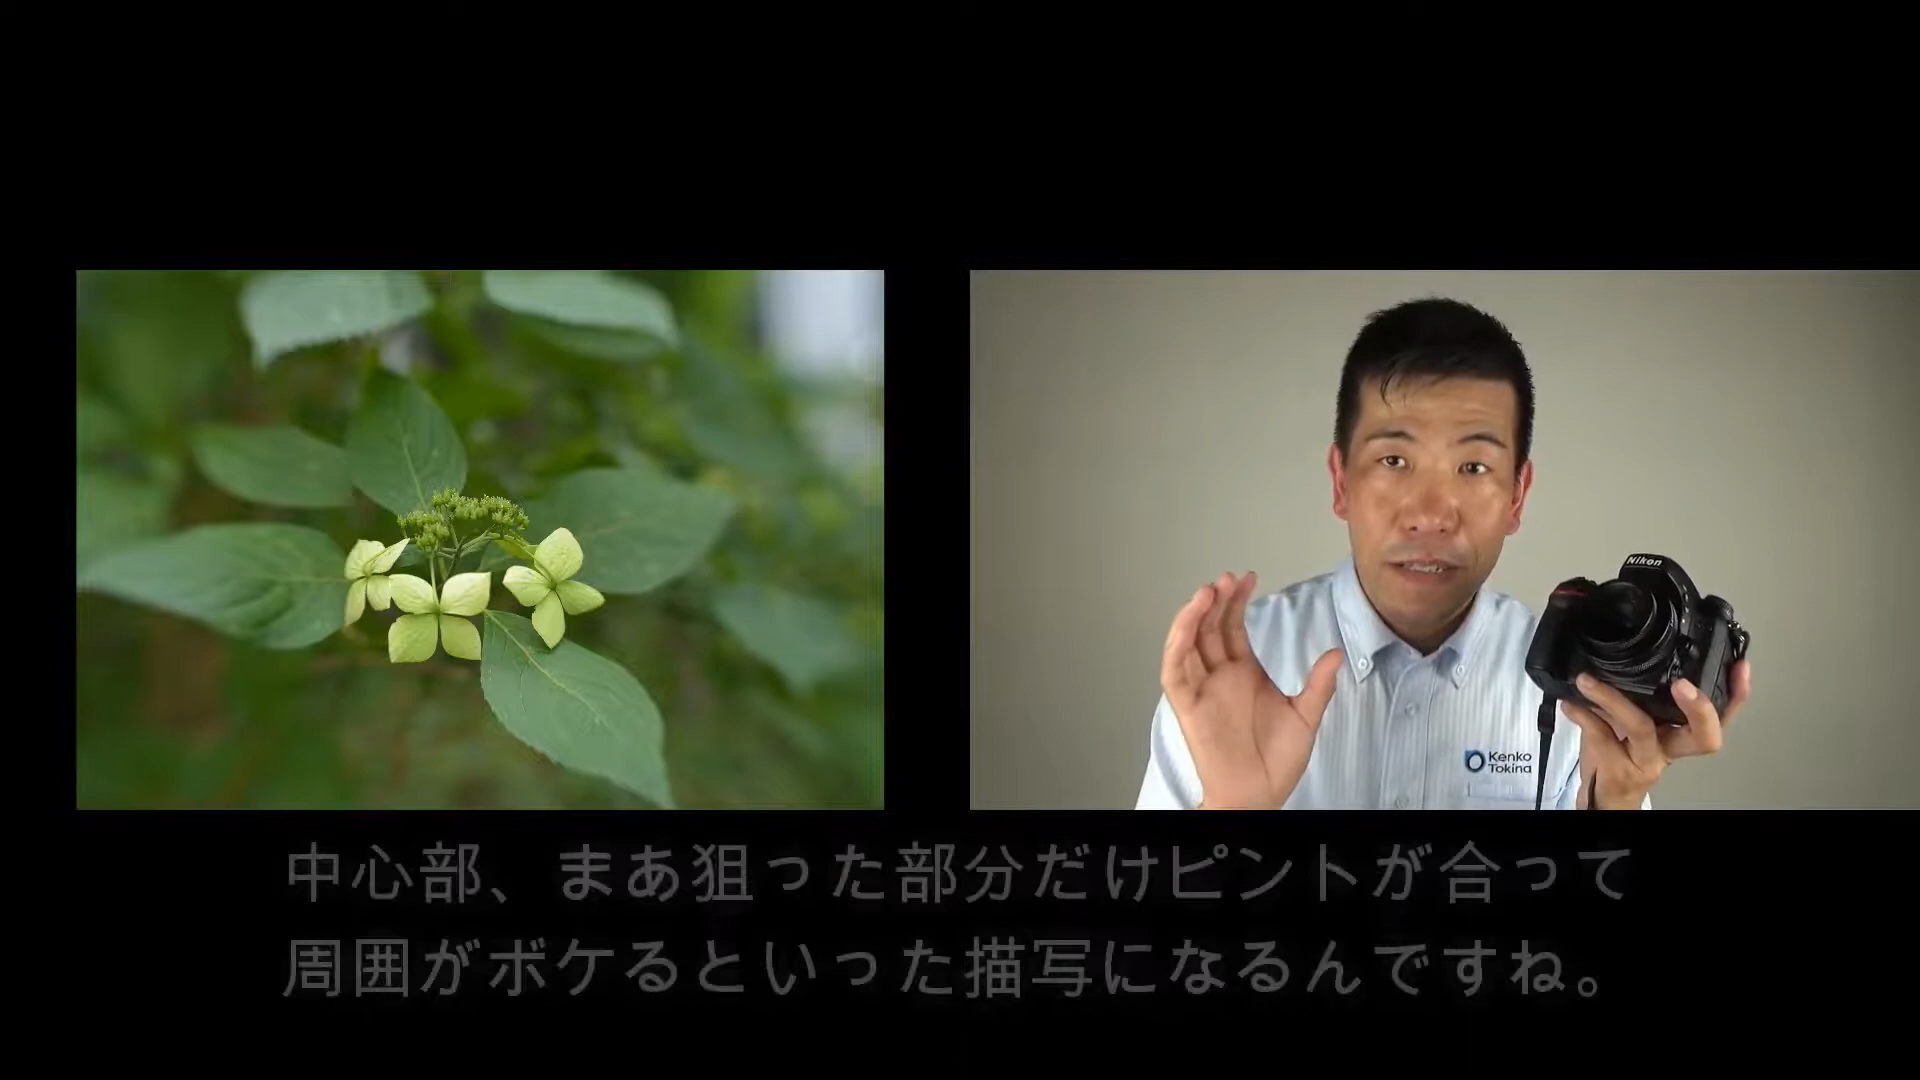 Nikon
Kenko
Tokina
中心部、まあ狙った部分だけピントが合って
周囲がボケるといった描写になるんですね。